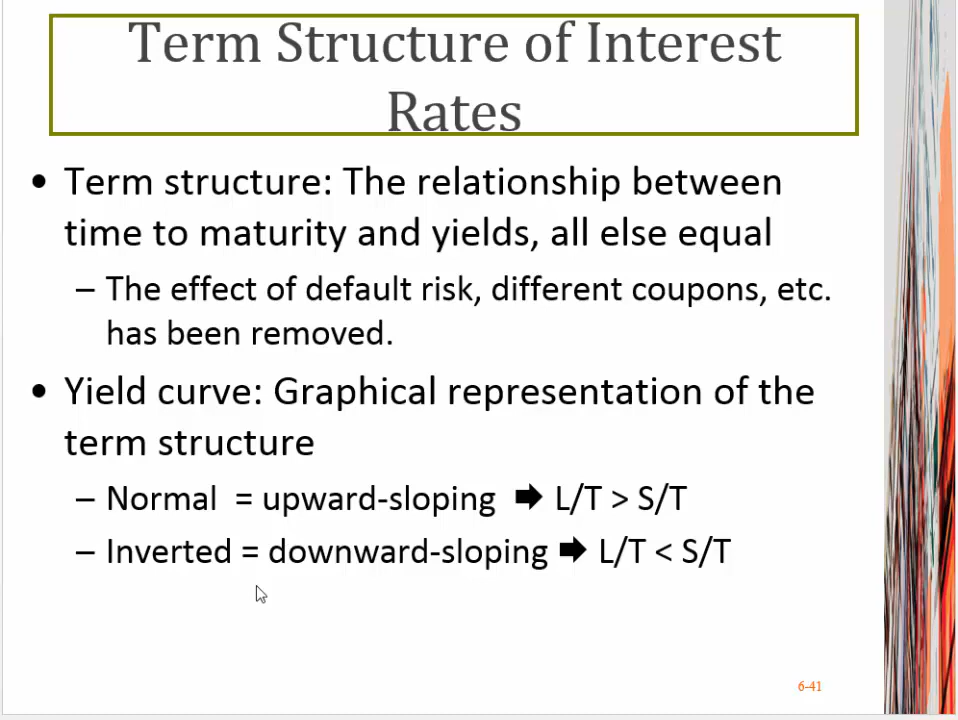 Term Structure of Interest
Rates
• Term structure: The relationship between
time to maturity and yields, all else equal
– The effect of default risk, different coupons, etc.
has been removed.
• Yield curve: Graphical representation of the
term structure
– Normal = upward-sloping 🡆 L/T > S/T
– Inverted = downward-sloping 🡆 L/T < S/T
6-41